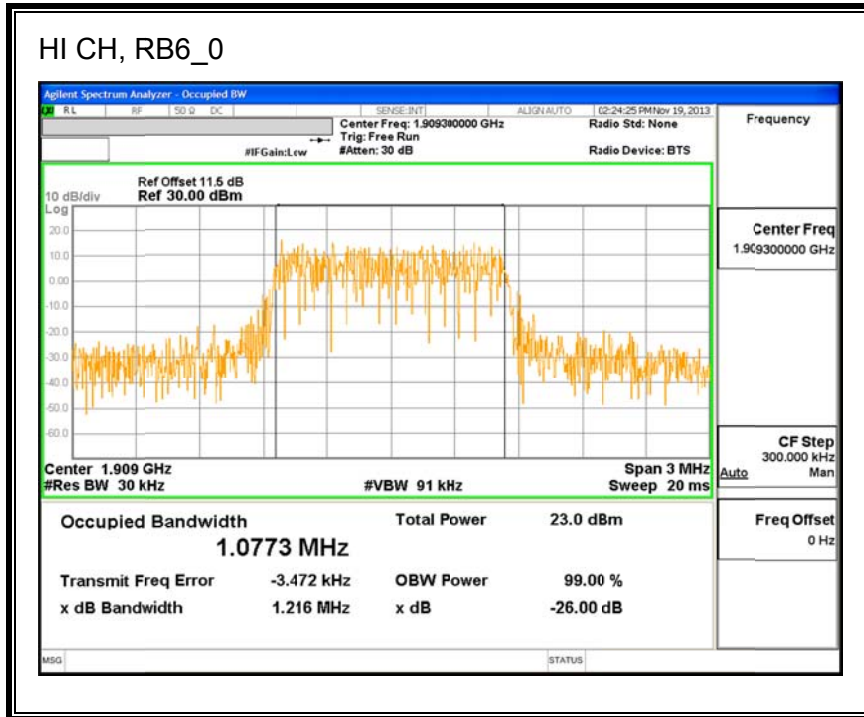 HI CH, RB6_0
Agilent Spectrum Analyzer - Occupied BW
RL RF 50 Ω DC SENSE:INT ALIGN AUTO 02:24:25 PM Nov 19, 2013
Center Freq: 1.909300000 GHz Radio Std: None
Trig: Free Run
#IFGain:Low #Atten: 30 dB Radio Device: BTS
Ref Offset 11.5 dB
10 dB/div Ref 30.00 dBm
Log
20.0
10.0
0.00
-10.0
-20.0
-30.0
-40.0
-50.0
-60.0
Center 1.909 GHz Span 3 MHz
#Res BW 30 kHz #VBW 91 kHz Sweep 20 ms
Occupied Bandwidth Total Power 23.0 dBm
1.0773 MHz
Transmit Freq Error -3.472 kHz OBW Power 99.00 %
x dB Bandwidth 1.216 MHz x dB -26.00 dB
MSG STATUS
Frequency
Center Freq
1.909300000 GHz
CF Step
300.000 kHz
Auto Man
Freq Offset
0 Hz